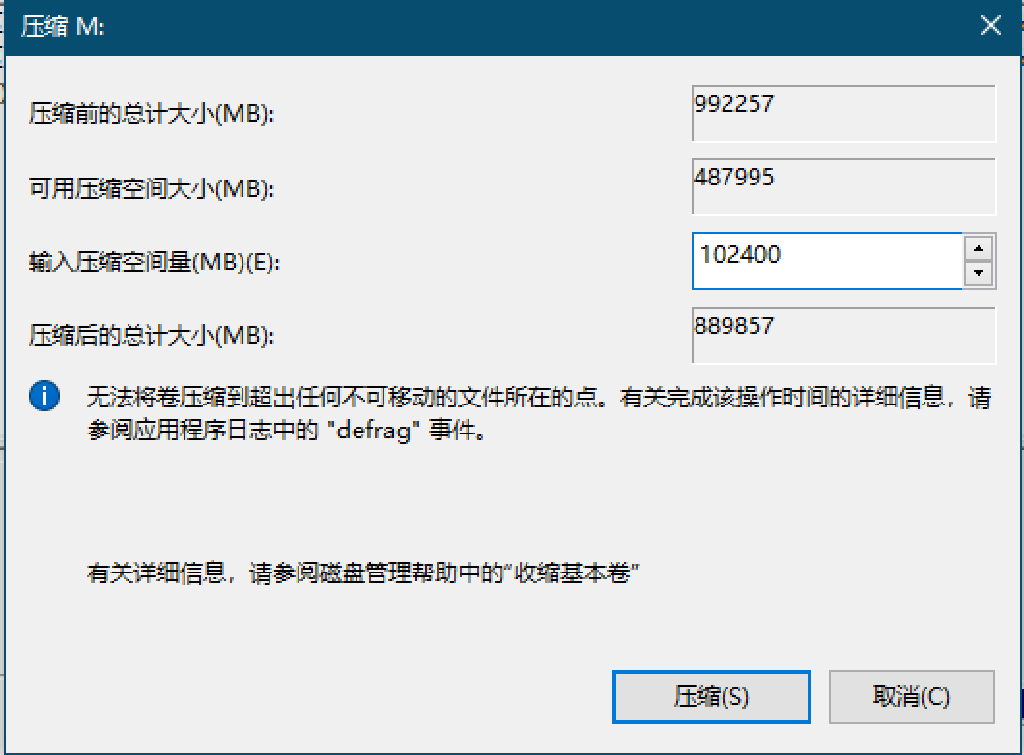 压缩 M:
压缩前的总计大小(MB):
992257
可用压缩空间大小(MB):
487995
输入压缩空间量(MB)(E):
102400
压缩后的总计大小(MB):
889857
无法将卷压缩到超出任何不可移动的文件所在的点。有关完成该操作时间的详细信息，请
参阅应用程序日志中的 "defrag" 事件。
有关详细信息，请参阅磁盘管理帮助中的“收缩基本卷”
压缩(S)
取消(C)